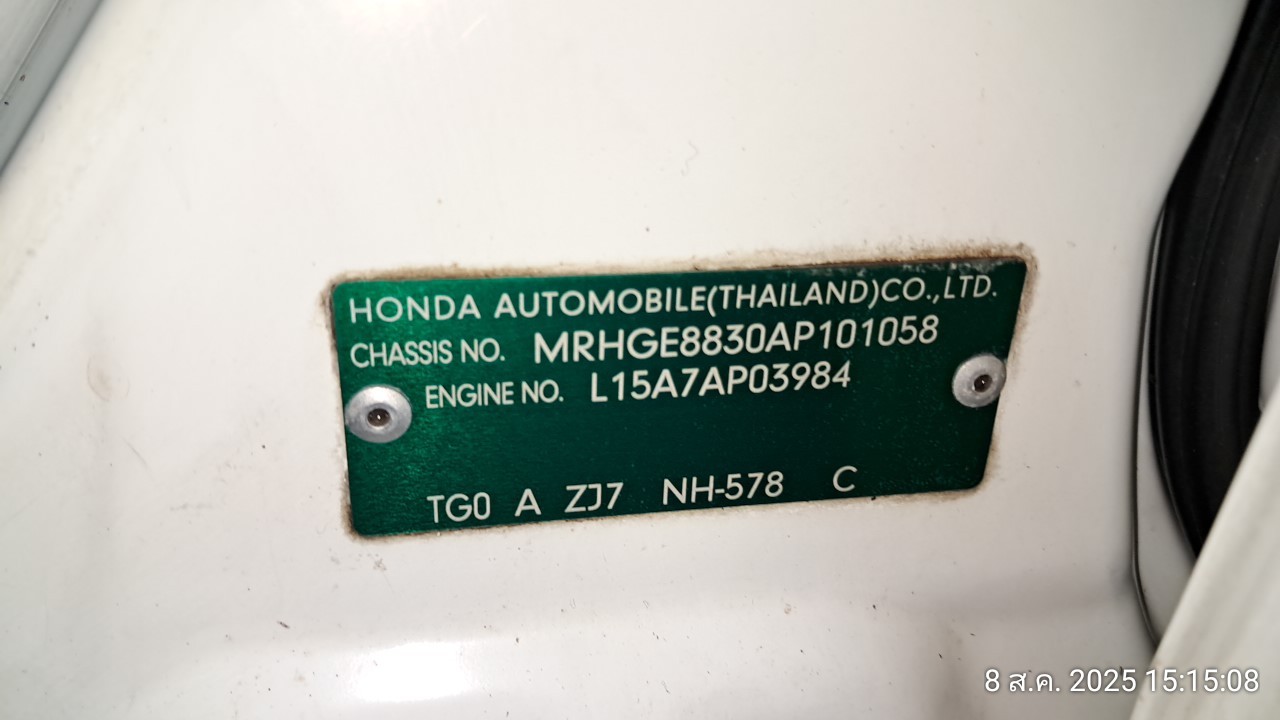 HONDA AUTOMOBILE(THAILAND)CO.,LTD.
CHASSIS NO. MRHGE8830AP101058
ENGINE NO. L15A7AP03984
TG0 A ZJ7 NH-578 C
8 ส.ค. 2025 15:15:08